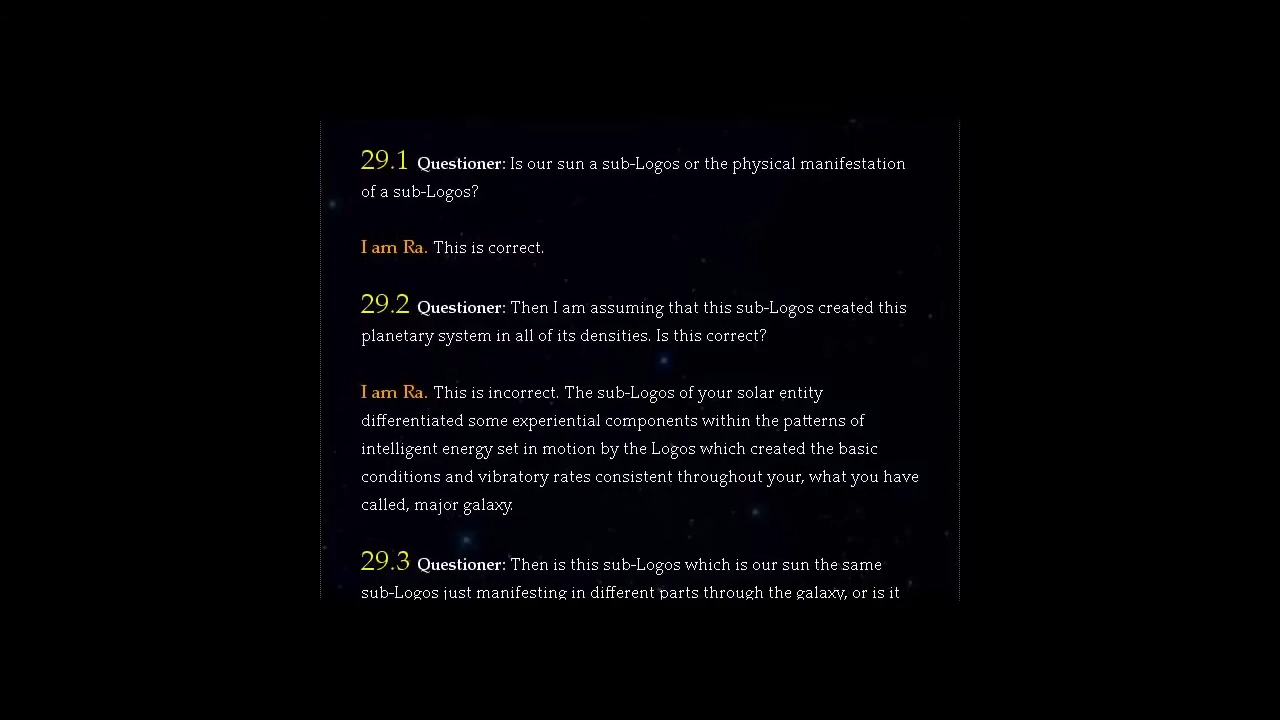 29.1 Questioner: Is our sun a sub-Logos or the physical manifestation
of a sub-Logos?
I am Ra. This is correct.
29.2 Questioner: Then I am assuming that this sub-Logos created this
planetary system in all of its densities. Is this correct?
I am Ra. This is incorrect. The sub-Logos of your solar entity
differentiated some experiential components within the patterns of
intelligent energy set in motion by the Logos which created the basic
conditions and vibratory rates consistent throughout your, what you have
called, major galaxy.
29.3 Questioner: Then is this sub-Logos which is our sun the same
sub-Logos just manifesting in different parts through the galaxy, or is it